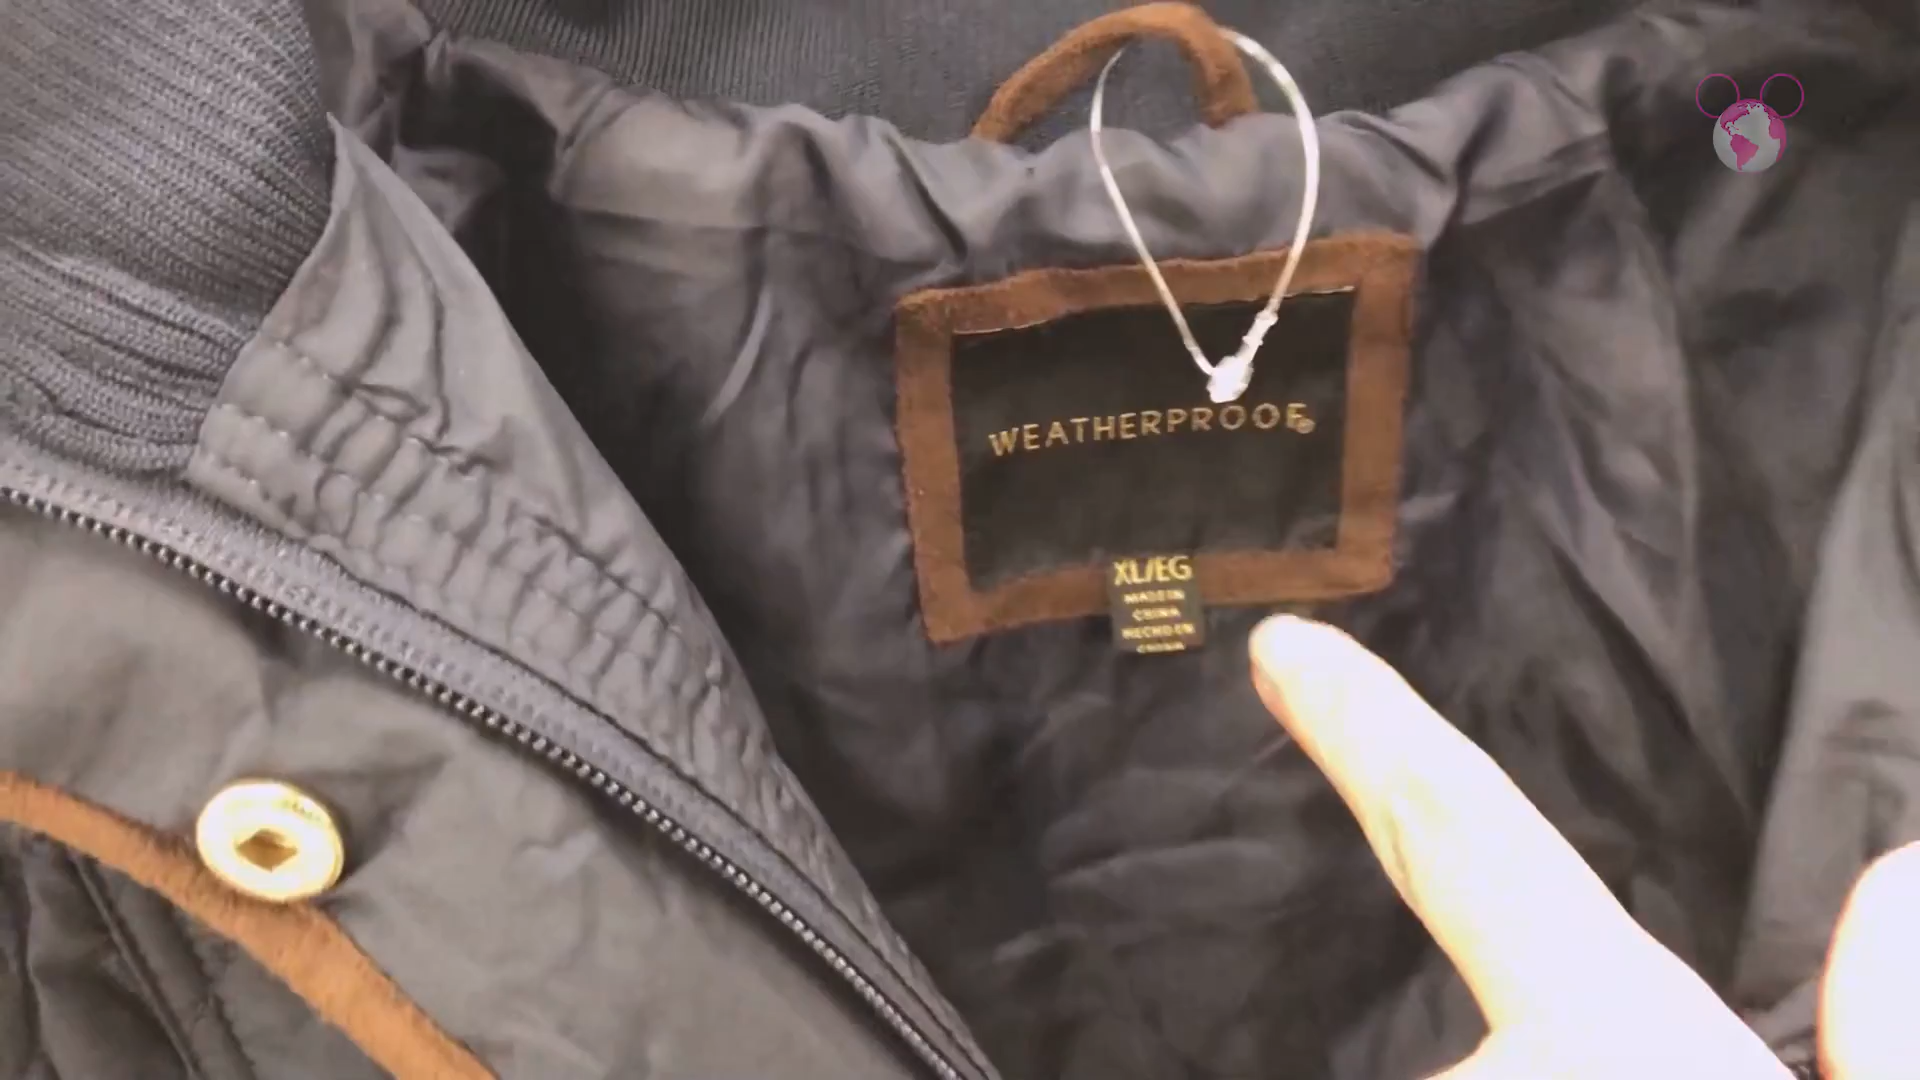 WEATHERPROOF®
XL/EG
MADE IN
CHINA
HECHO EN
CHINA